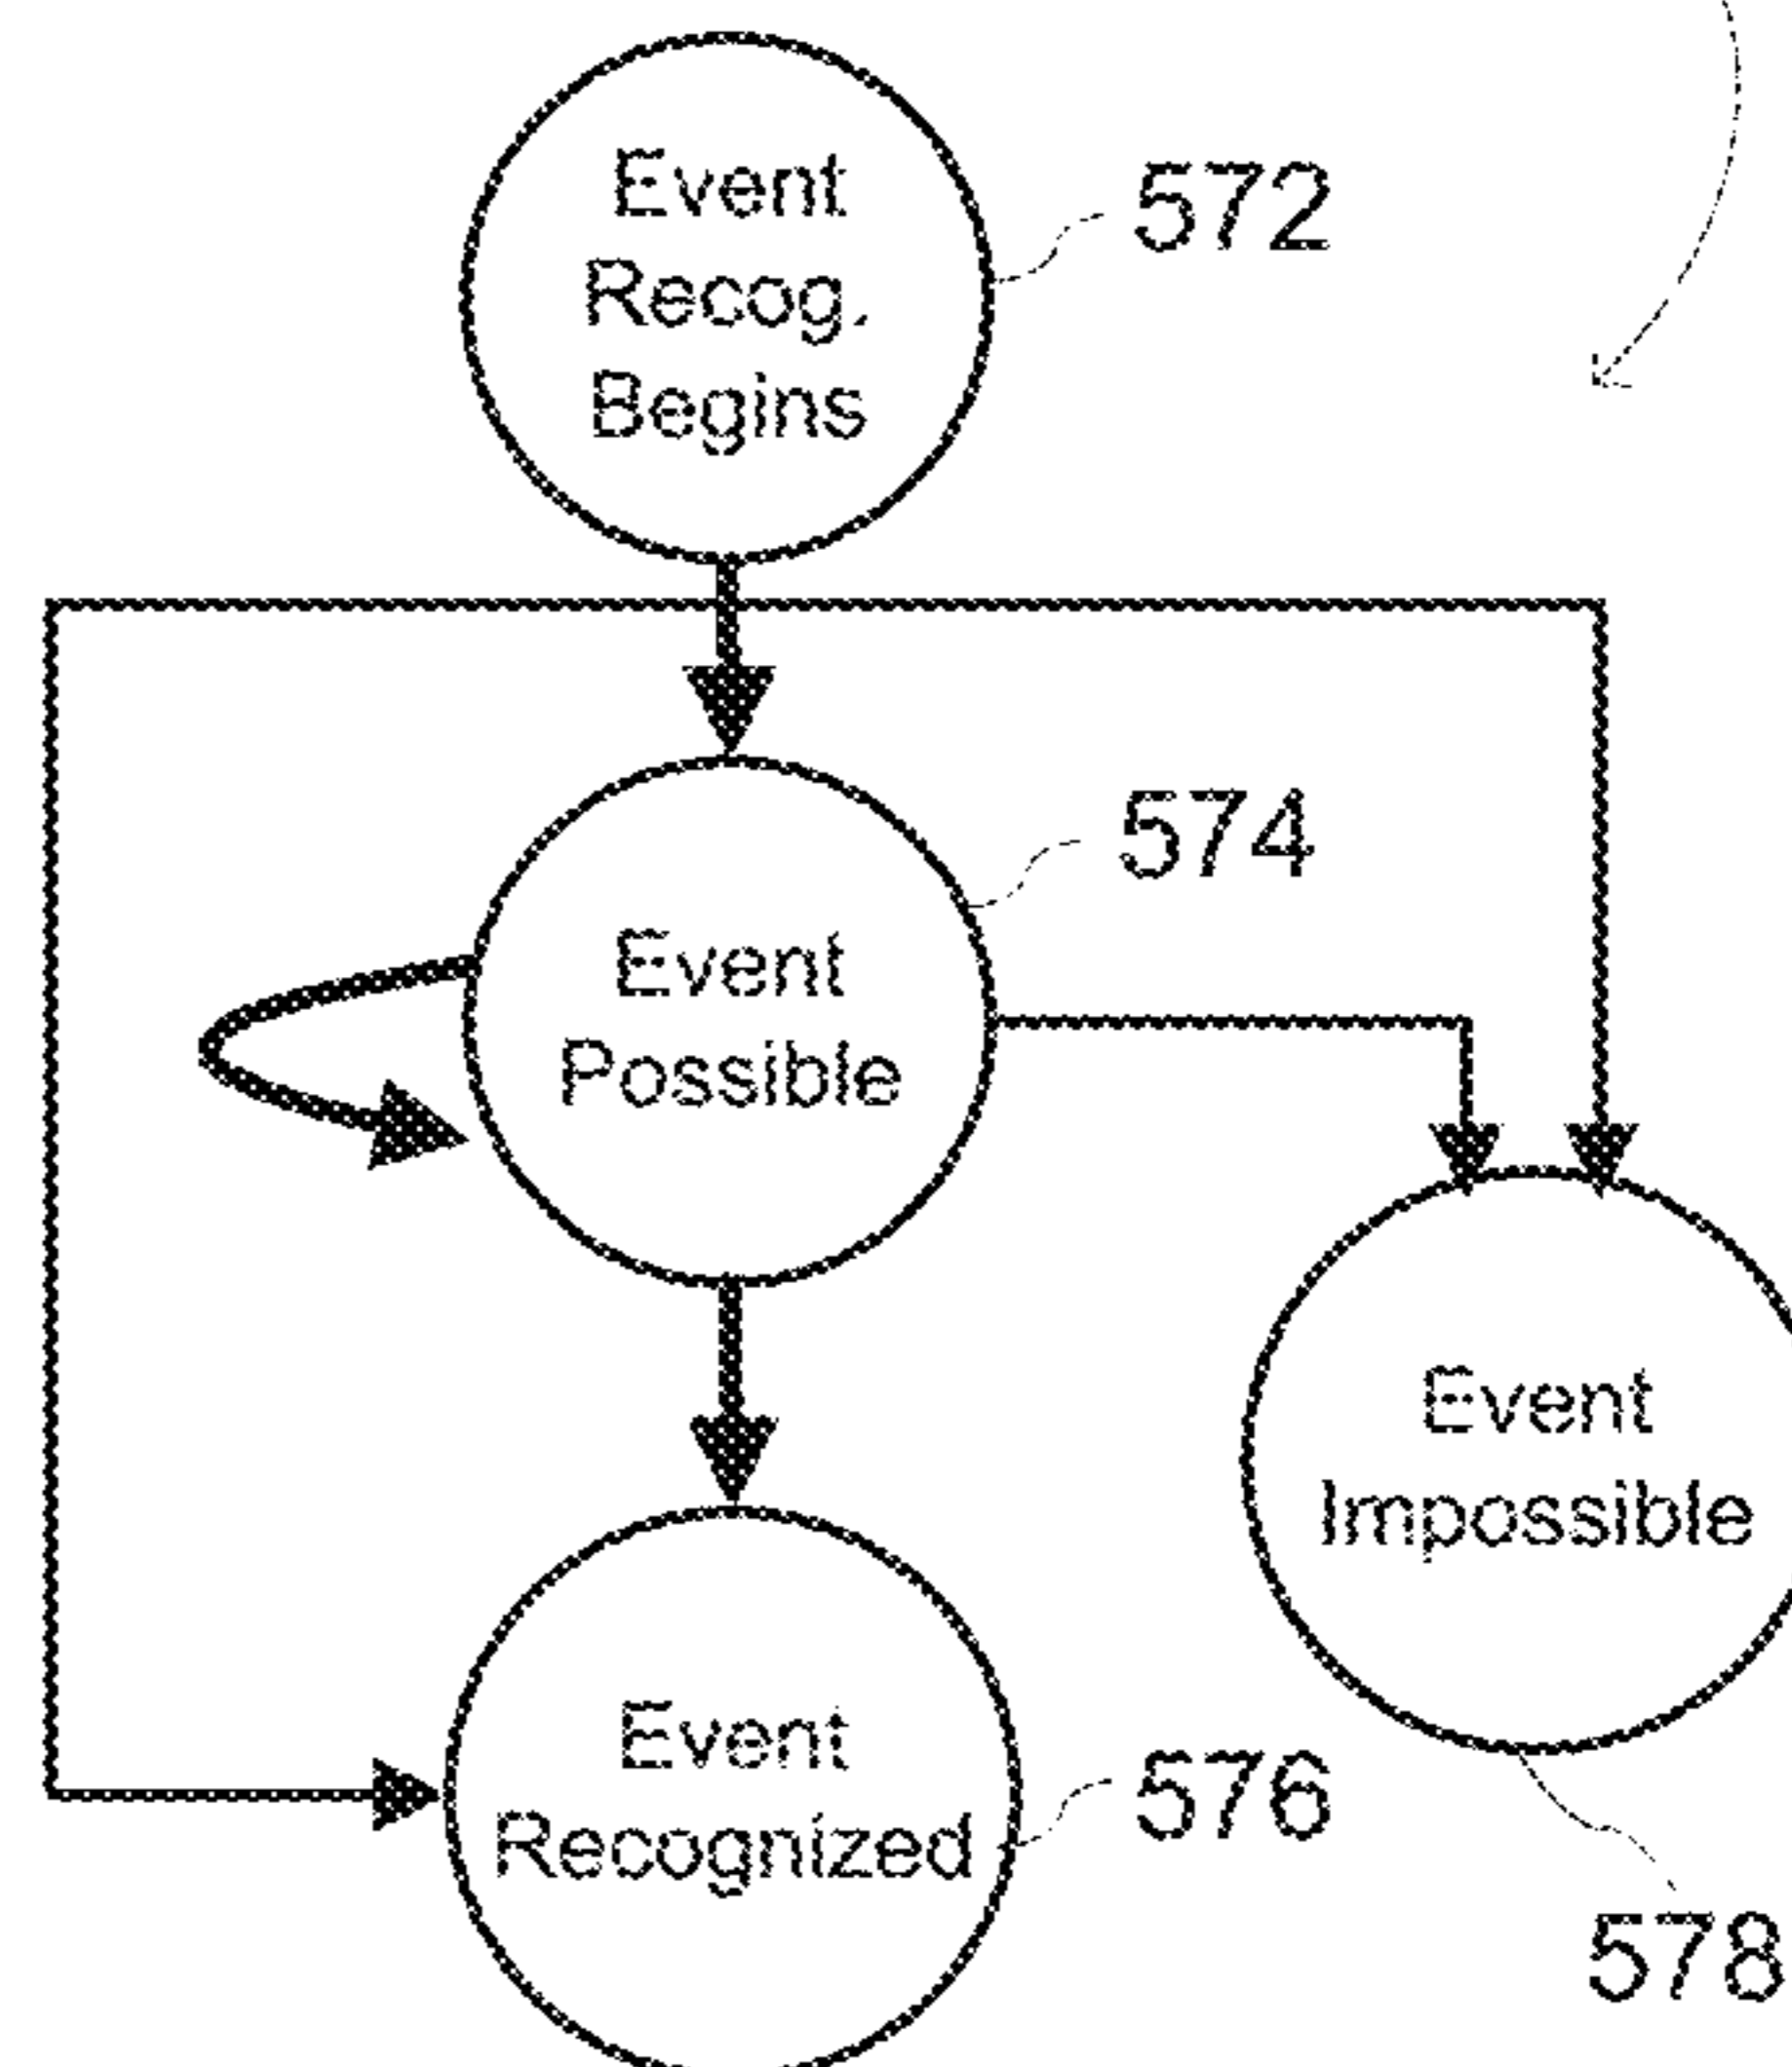 Event
Recog.
Begins
572
574
Event
Possible
Event
Impossible
Event
Recognized
576
578